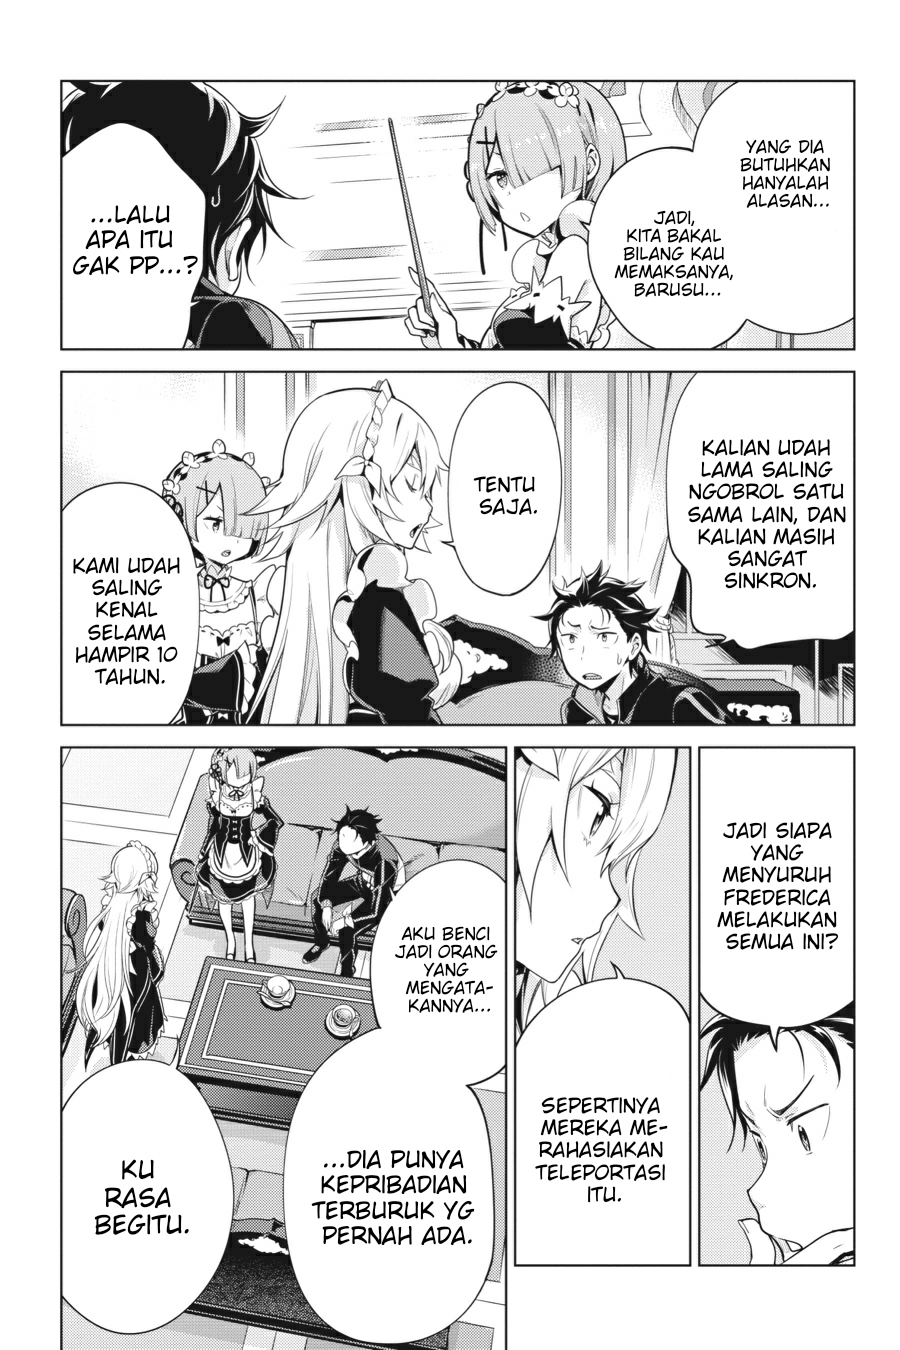 YANG DIA
BUTUHKAN
HANYALAH
ALASAN...
JADI,
KITA BAKAL
BILANG KAU
MEMAKSANYA,
BARUSU...
...LALU
APA ITU
GAK PP...?
KALIAN UDAH
LAMA SALING
NGOBROL SATU
SAMA LAIN, DAN
KALIAN MASIH
SANGAT
SINKRON.
TENTU
SAJA.
KAMI UDAH
SALING
KENAL
SELAMA
HAMPIR 10
TAHUN.
JADI SIAPA
YANG
MENYURUH
FREDERICA
MELAKUKAN
SEMUA INI?
SEPERTINYA
MEREKA ME-
RAHASIAKAN
TELEPORTASI
ITU.
AKU BENCI
JADI ORANG
YANG
MENGATA-
KANNYA...
...DIA PUNYA
KEPRIBADIAN
TERBURUK YG
PERNAH ADA.
KU
RASA
BEGITU.